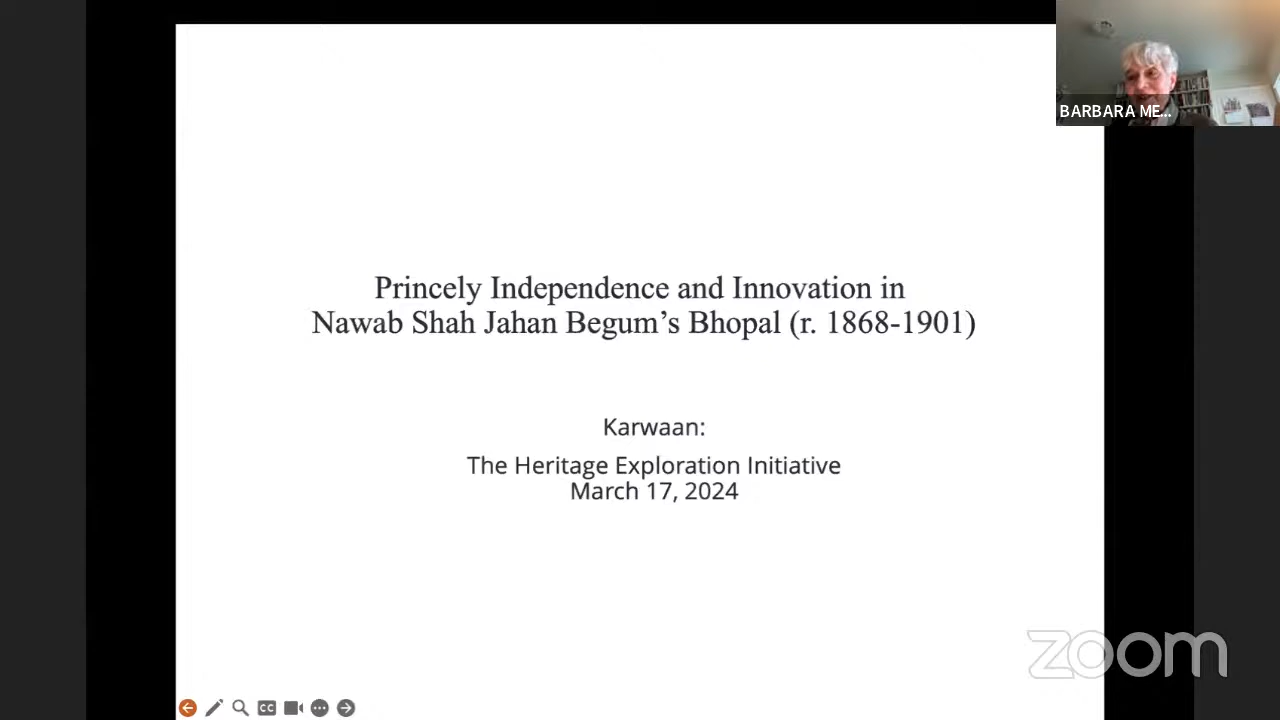 BARBARA ME...
Princely Independence and Innovation in
Nawab Shah Jahan Begum's Bhopal (r. 1868-1901)
Karwaan:
The Heritage Exploration Initiative
March 17, 2024
zoom
CC